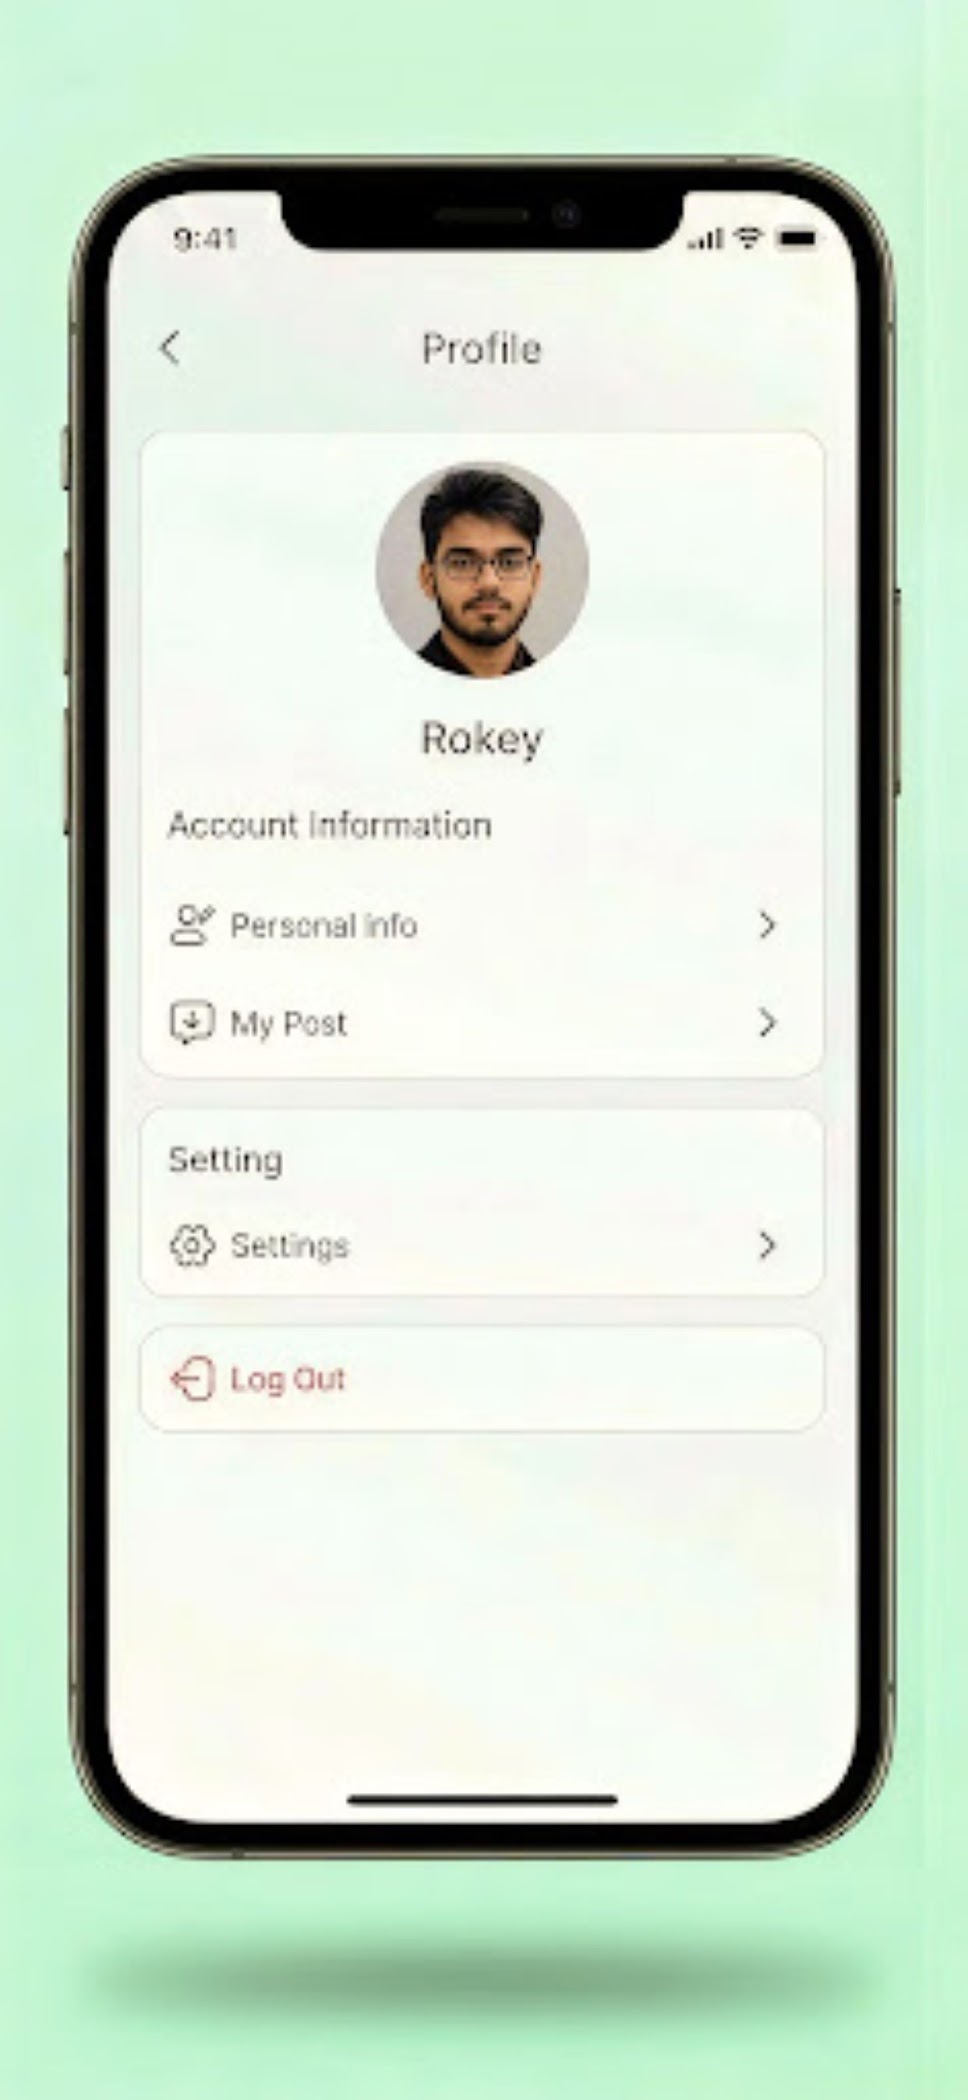 9:41
Profile
Rokey
Account Information
Personal info
My Post
Setting
Settings
Log Out